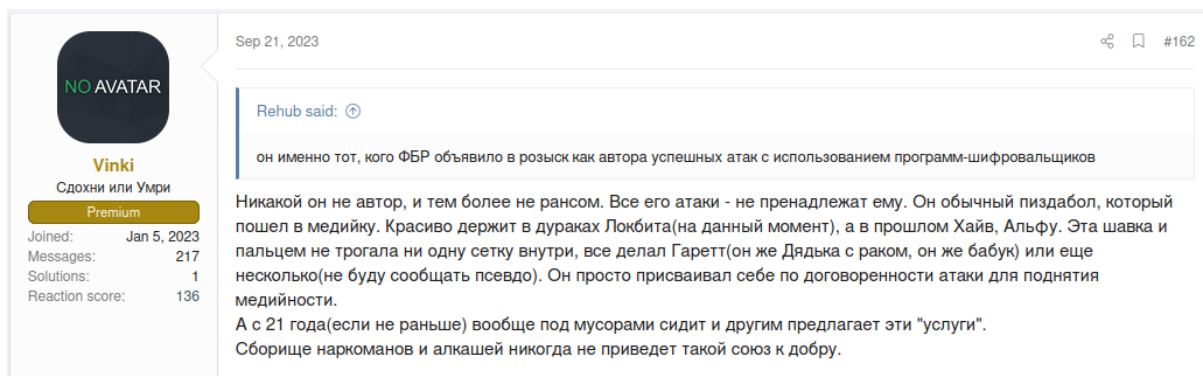 Sep 21, 2023
#162
NO AVATAR
Vinki
Сдохни или Умри
Premium
Joined: Jan 5, 2023
Messages: 217
Solutions: 1
Reaction score: 136
Rehub said:
он именно тот, кого ФБР объявило в розыск как автора успешных атак с использованием программ-шифровальщиков
Никакой он не автор, и тем более не рансом. Все его атаки - не пренадлежат ему. Он обычный пиздабол, который
пошел в медийку. Красиво держит в дураках Локбита(на данный момент), а в прошлом Хайв, Альфу. Эта шавка и
пальцем не трогала ни одну сетку внутри, все делал Гаретт(он же Дядька с раком, он же бабук) или еще
несколько(не буду сообщать псевдо). Он просто присваивал себе по договоренности атаки для поднятия
медийности.
А с 21 года(если не раньше) вообще под мусорами сидит и другим предлагает эти "услуги".
Сборище наркоманов и алкашей никогда не приведет такой союз к добру.